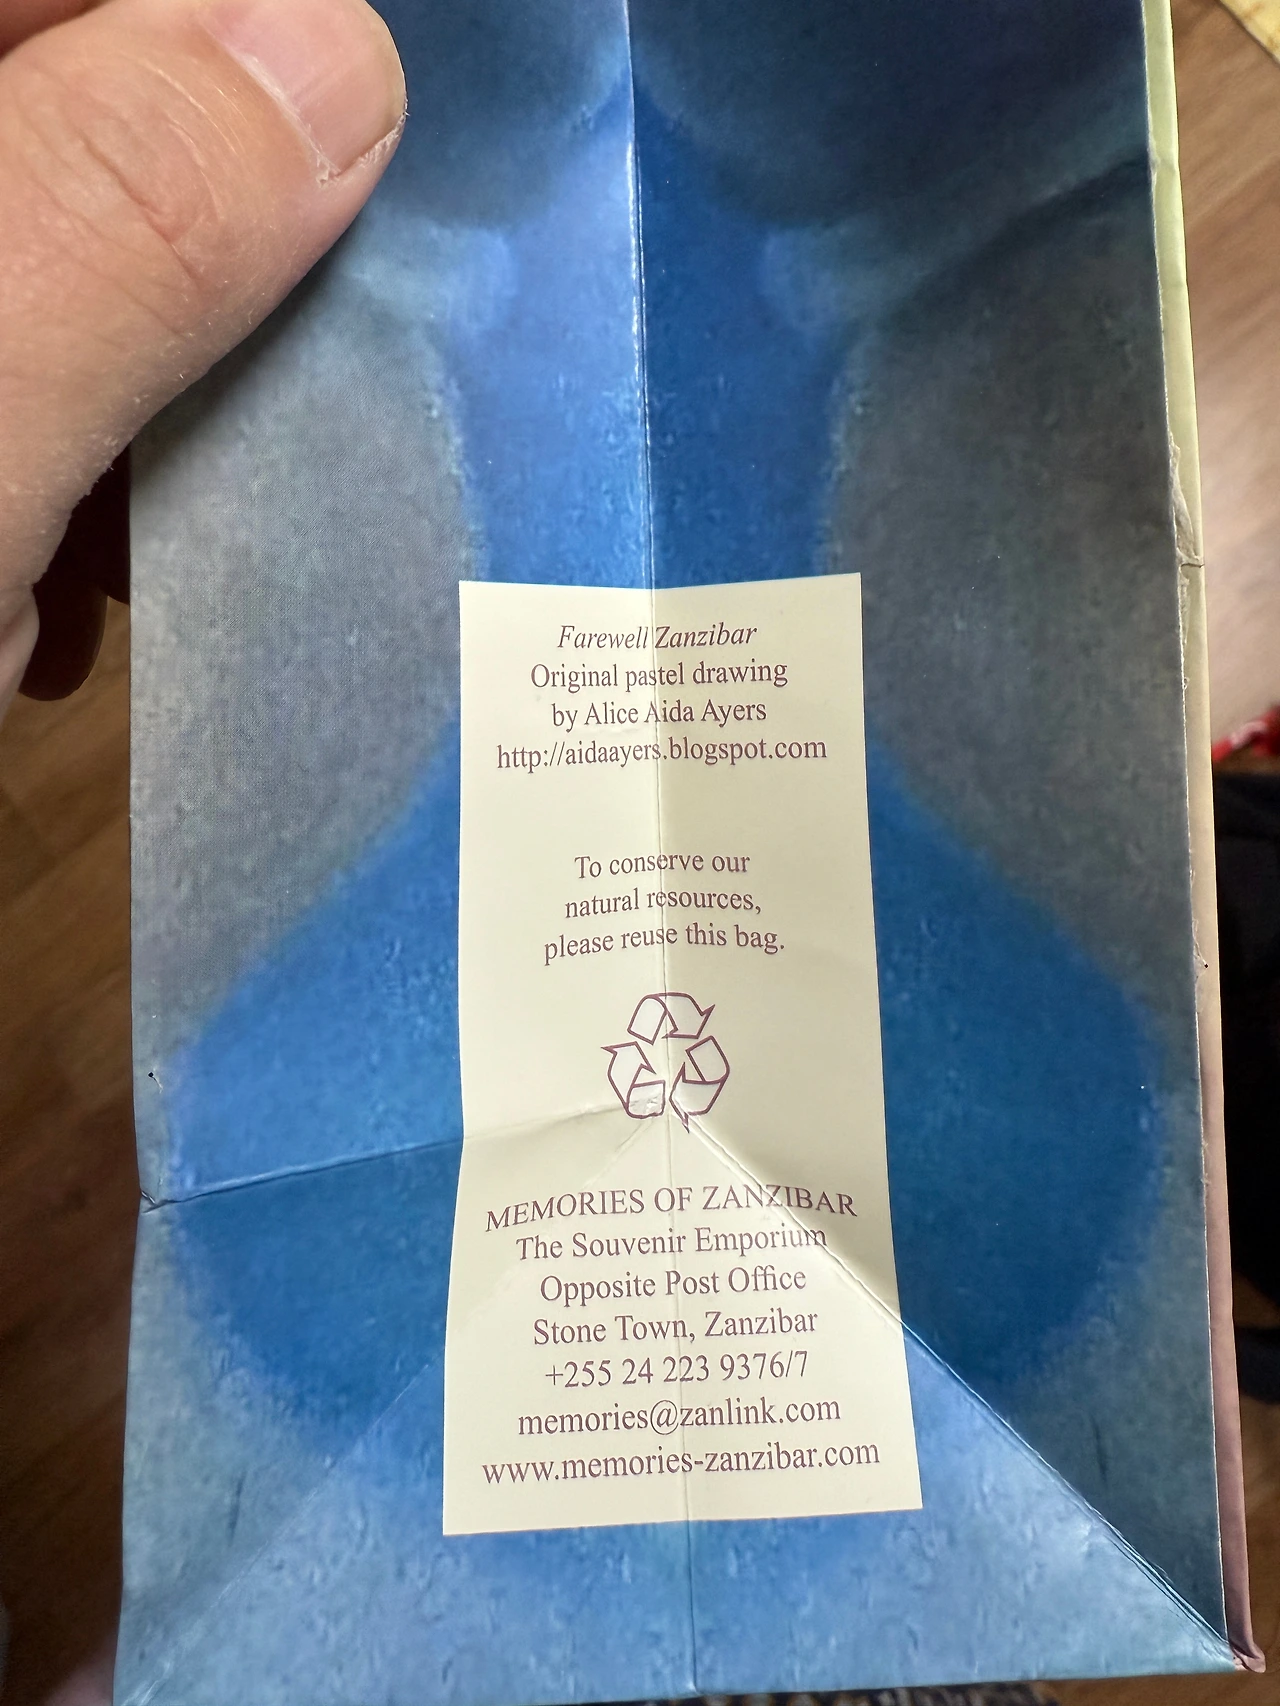 Farewell Zanzibar
Original pastel drawing
by Alice Aida Ayers
http://aidaayers.blogspot.com
To conserve our
natural resources,
please reuse this bag.
MEMORIES OF ZANZIBAR
The Souvenir Emporium
Opposite Post Office
Stone Town, Zanzibar
+255 24 223 9376/7
memories@zanlink.com
www.memories-zanzibar.com